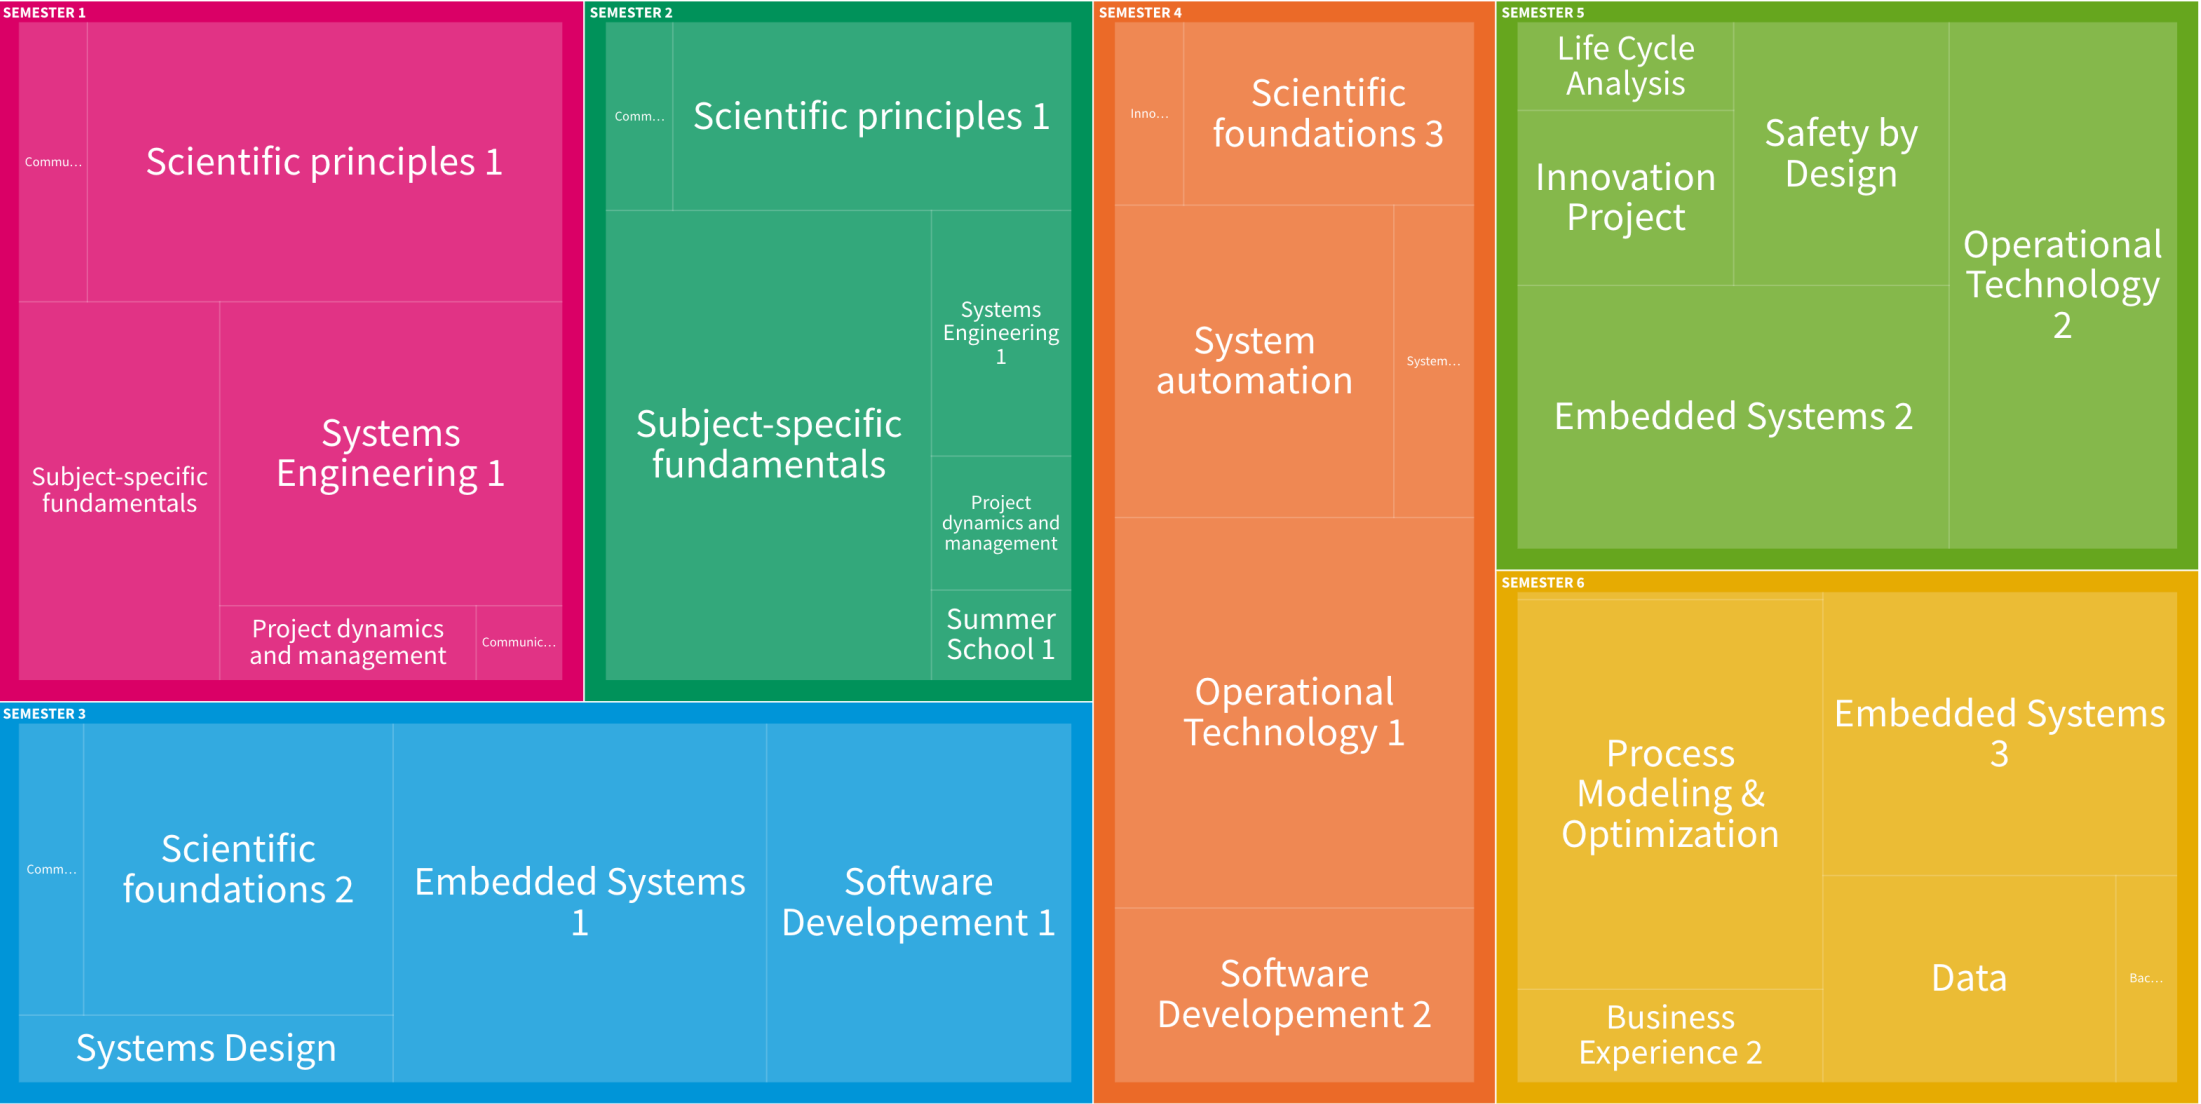 SEMESTER 1
Commu...
Scientific principles 1
Subject-specific
fundamentals
Systems
Engineering 1
Project dynamics
and management
Communic...
SEMESTER 2
Comm...
Scientific principles 1
Subject-specific
fundamentals
Systems
Engineering
1
Project
dynamics and
management
Summer
School 1
SEMESTER 3
Comm...
Scientific
foundations 2
Systems Design
Embedded Systems
1
Software
Developement 1
SEMESTER 4
Inno...
Scientific
foundations 3
System
automation
System...
Operational
Technology 1
Software
Developement 2
SEMESTER 5
Life Cycle
Analysis
Innovation
Project
Safety by
Design
Embedded Systems 2
Operational
Technology
2
SEMESTER 6
Process
Modeling &
Optimization
Business
Experience 2
Embedded Systems
3
Data
Bac...